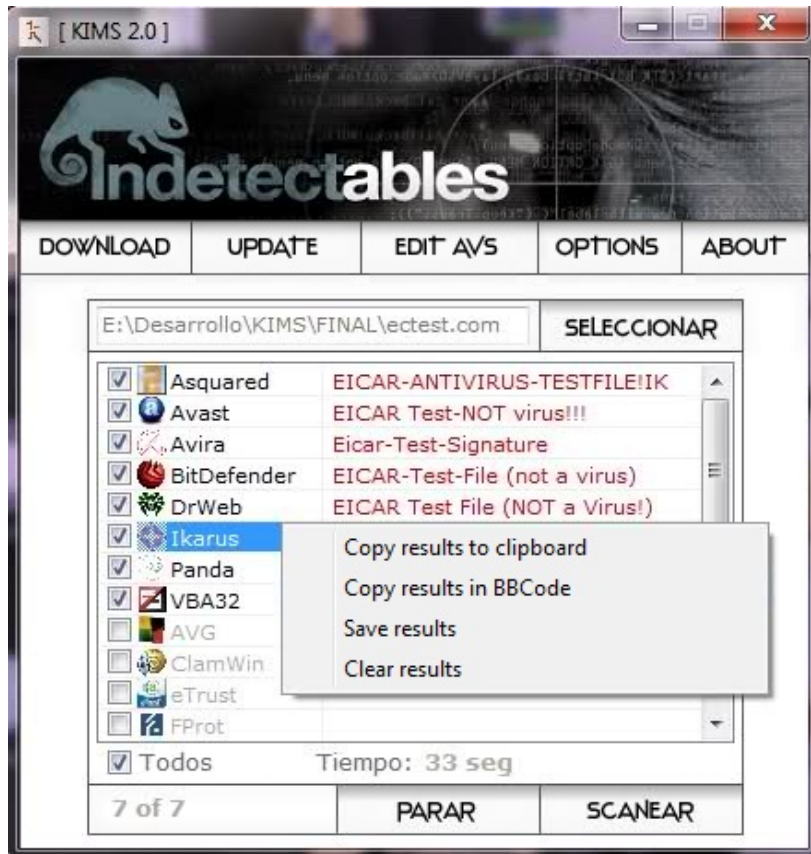 [ KIMS 2.0 ]
Indetectables
DOWNLOAD UPDATE EDIT AVS OPTIONS ABOUT
E:\Desarrollo\KIMS\FINAL\ectest.com SELECCIONAR
Asquared EICAR-ANTIVIRUS-TESTFILE!IK
Avast EICAR Test-NOT virus!!!
Avira Eicar-Test-Signature
BitDefender EICAR-Test-File (not a virus)
DrWeb EICAR Test File (NOT a Virus!)
Ikarus
Panda
VBA32
AVG
ClamWin
eTrust
FProt
Copy results to clipboard
Copy results in BBCode
Save results
Clear results
Todos Tiempo: 33 seg
7 of 7 PARAR SCANEAR